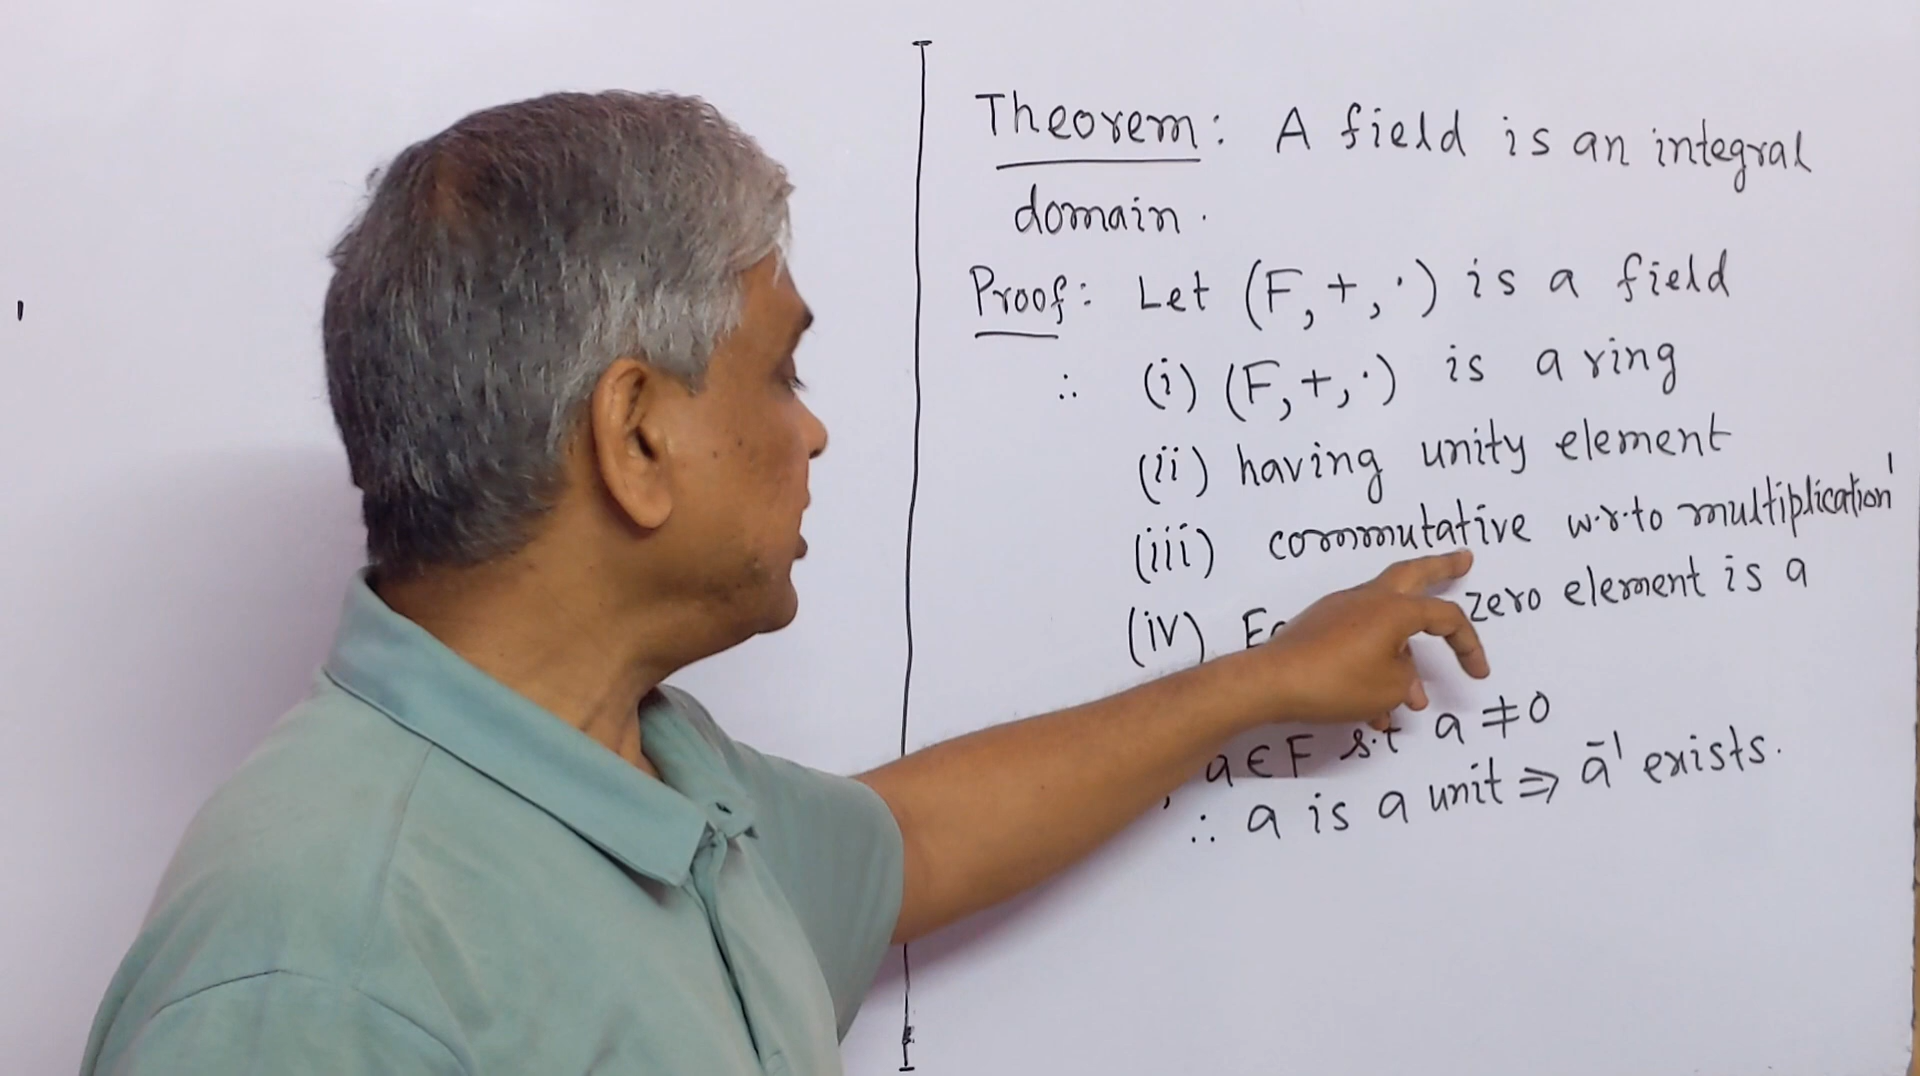 Theorem: A field is an integral
domain.
Proof: Let (F, +, ·) is a field
∴ (i) (F, +, ·) is a ring
(ii) having unity element
(iii) commutative w.r.to multiplication
(iv) zero element is a
, a ∈ F s.t a ≠ 0
∴ a is a unit ⇒ a⁻¹ exists.